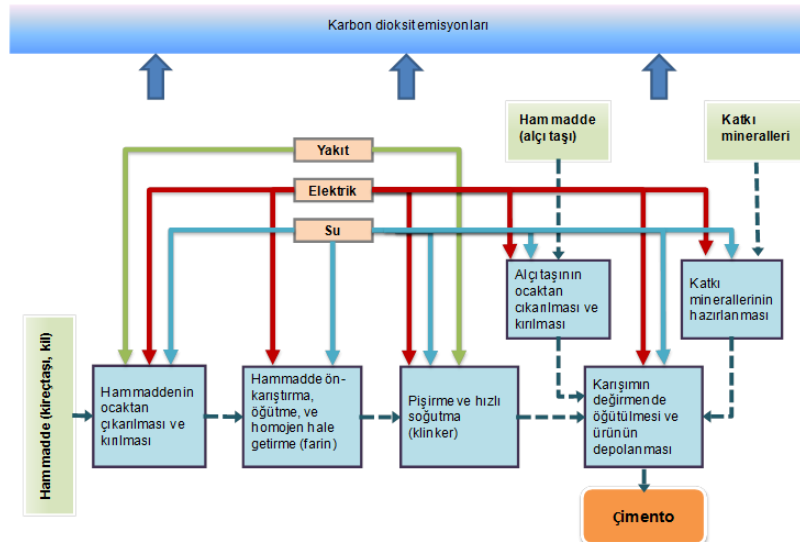 Karbon dioksit emisyonları
Hammadde
(alçı taşı)
Katkı
mineralleri
Yakıt
Elektrik
Su
Alçı taşının
ocaktan
çıkarılması ve
kırılması
Katkı
minerallerinin
hazırlanması
Hammadde (kireçtaşı, kil)
Hammaddenin
ocaktan
çıkarılması ve
kırılması
Hammadde ön-
karıştırma,
öğütme, ve
homojen hale
getirme (farin)
Pişirme ve hızlı
soğutma
(klinker)
Karışımın
değirmende
öğütülmesi ve
ürünün
depolanması
Çimento